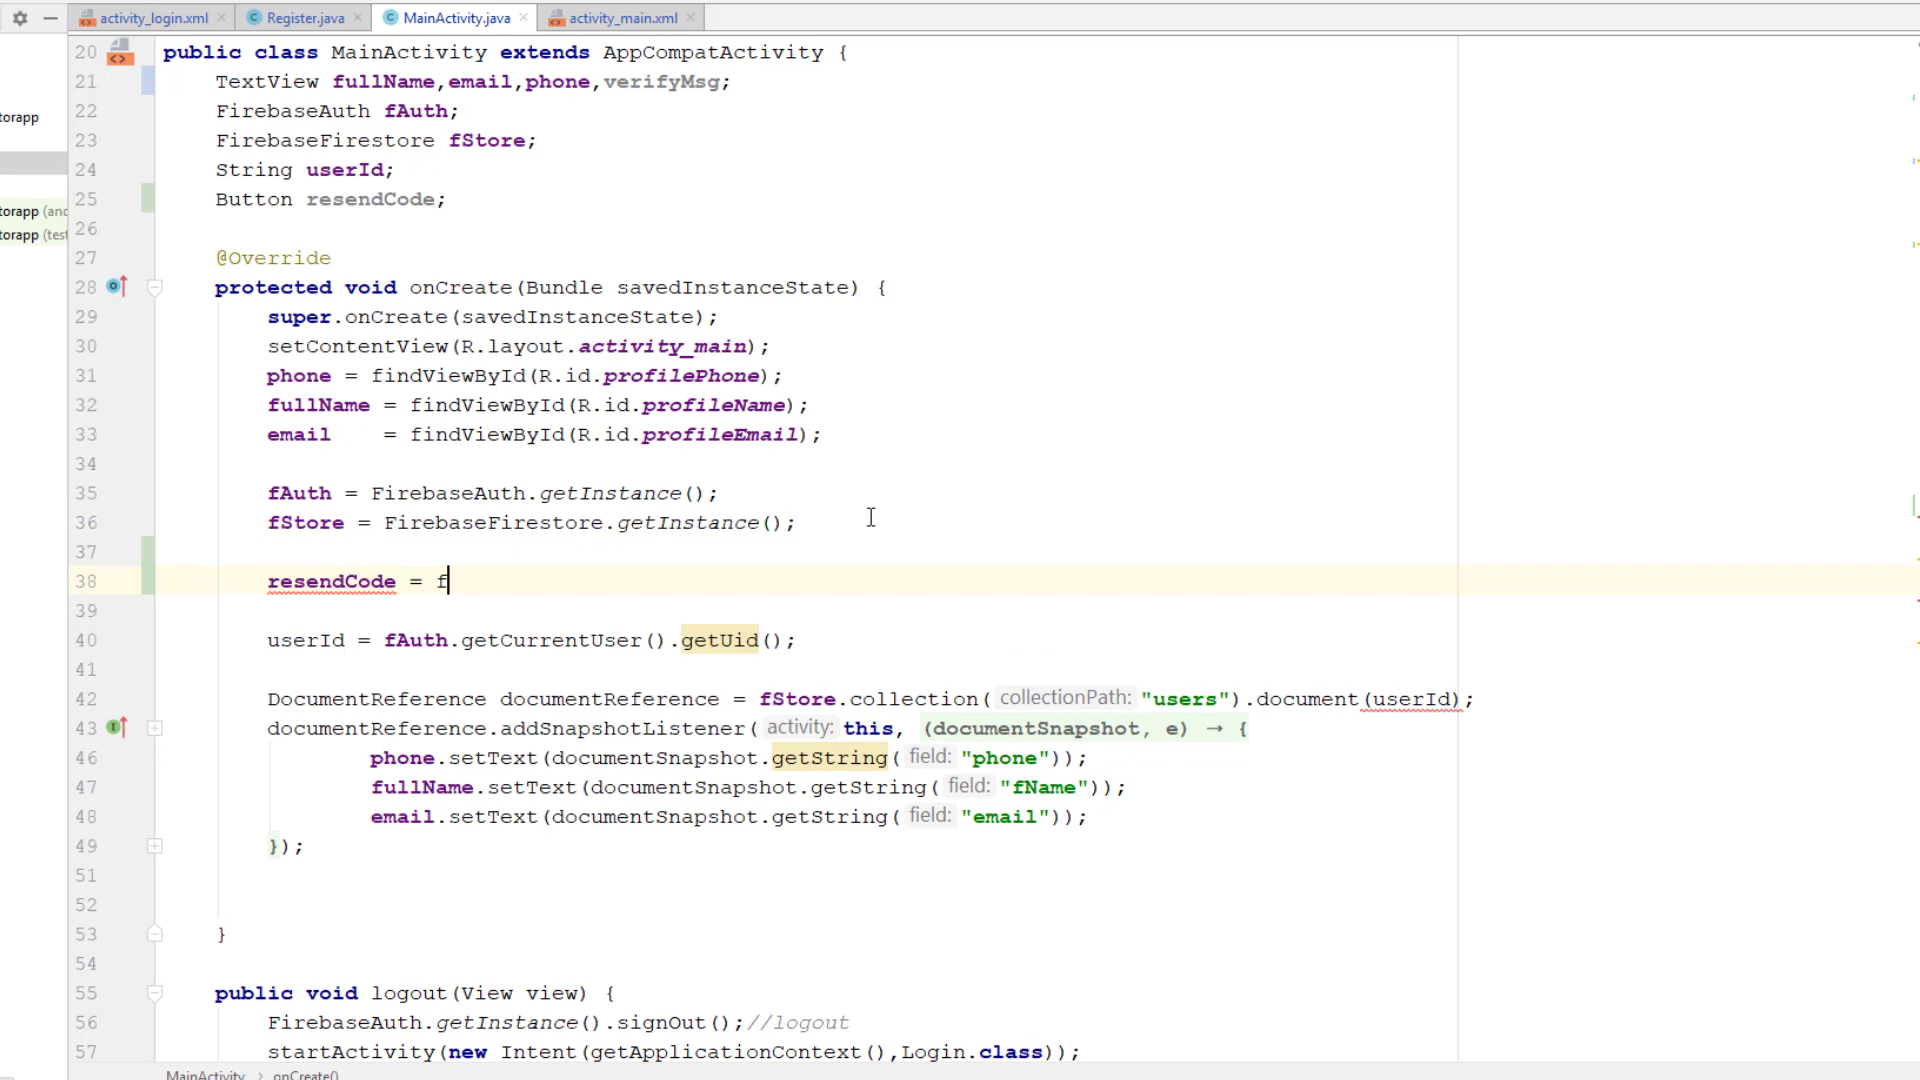 activity_login.xml Register.java MainActivity.java activity_main.xml
torapp
torapp (and
torapp (test
20 public class MainActivity extends AppCompatActivity {
21 TextView fullName,email,phone,verifyMsg;
22 FirebaseAuth fAuth;
23 FirebaseFirestore fStore;
24 String userId;
25 Button resendCode;
26
27 @Override
28 protected void onCreate(Bundle savedInstanceState) {
29 super.onCreate(savedInstanceState);
30 setContentView(R.layout.activity_main);
31 phone = findViewById(R.id.profilePhone);
32 fullName = findViewById(R.id.profileName);
33 email    = findViewById(R.id.profileEmail);
34
35 fAuth = FirebaseAuth.getInstance();
36 fStore = FirebaseFirestore.getInstance();
37
38 resendCode = f
39
40 userId = fAuth.getCurrentUser().getUid();
41
42 DocumentReference documentReference = fStore.collection( collectionPath: "users").document(userId);
43 documentReference.addSnapshotListener( activity: this, (documentSnapshot, e) → {
46 phone.setText(documentSnapshot.getString( field: "phone"));
47 fullName.setText(documentSnapshot.getString( field: "fName"));
48 email.setText(documentSnapshot.getString( field: "email"));
49 });
51
52
53 }
54
55 public void logout(View view) {
56 FirebaseAuth.getInstance().signOut();//logout
57 startActivity(new Intent(getApplicationContext(),Login.class));
MainActivity > onCreate()